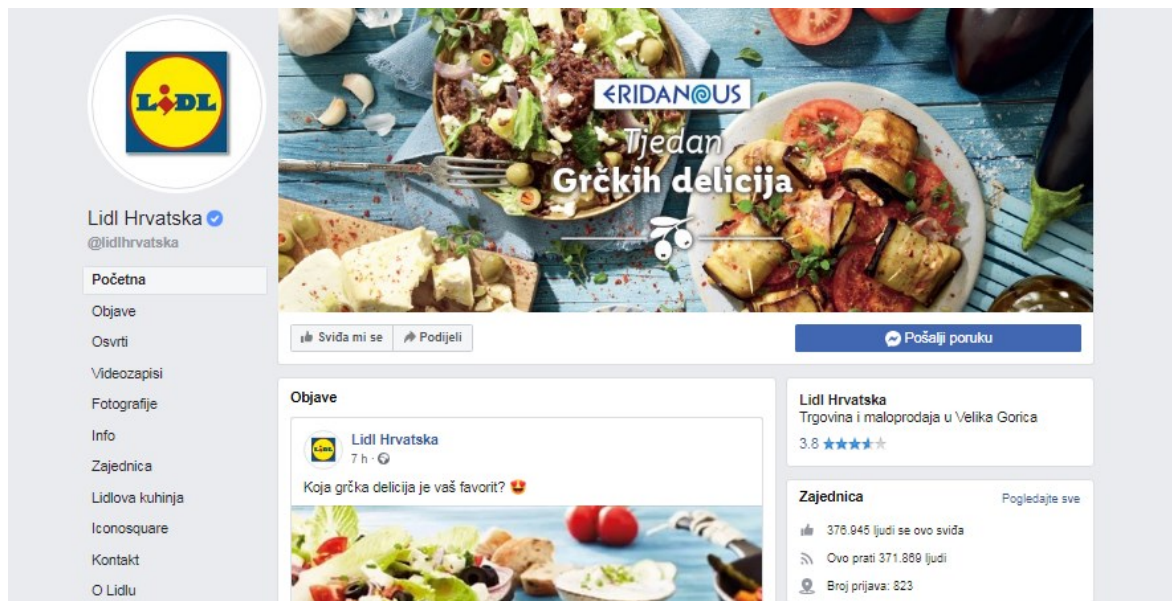 LIDL
Lidl Hrvatska
@lidlhrvatska
Početna
Objave
Osvrti
Videozapisi
Fotografije
Info
Zajednica
Lidlova kuhinja
Iconosquare
Kontakt
O Lidlu
ERIDANOUS
Tjedan
Grčkih delicija
Sviđa mi se
Podijeli
Pošalji poruku
Objave
LIDL
Lidl Hrvatska
7 h
Koja grčka delicija je vaš favorit? 😍
Lidl Hrvatska
Trgovina i maloprodaja u Velika Gorica
3.8
Zajednica
Pogledajte sve
376.945 ljudi se ovo sviđa
Ovo prati 371.869 ljudi
Broj prijava: 823